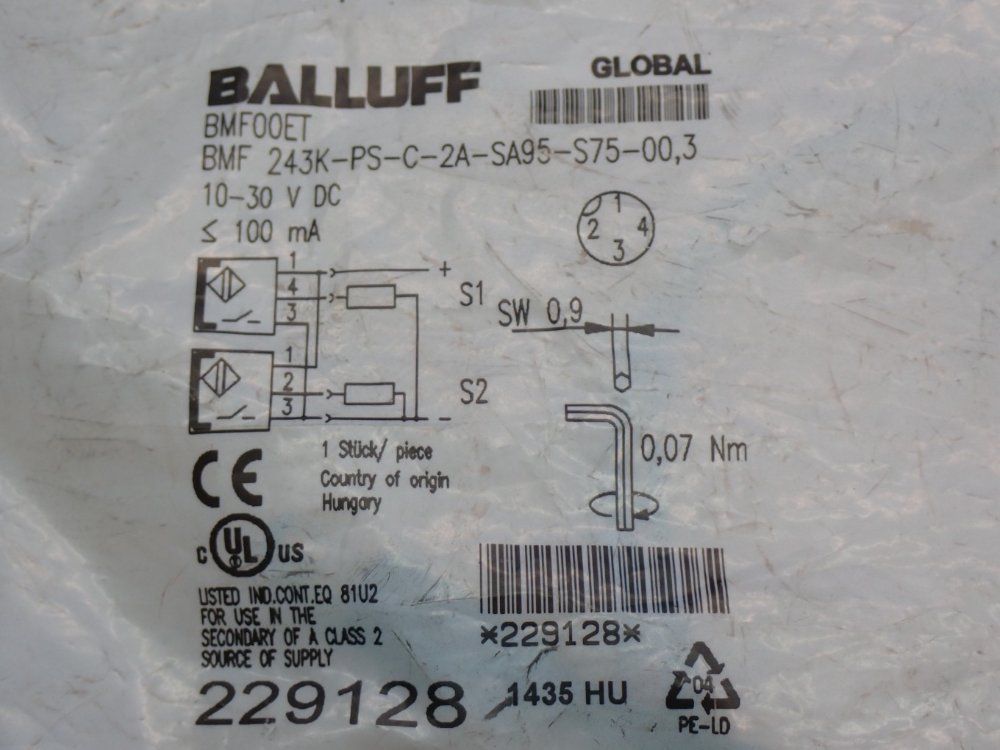 BALLUFF
GLOBAL
BMF00ET
BMF 243K-PS-C-2A-SA95-S75-00,3
10-30 V DC
≤ 100 mA
1
2 4
3
1
4
3
+
S1
SW 0,9
1
2
3
-
S2
0,07 Nm
1 Stück/ piece
Country of origin
Hungary
CE
c UL US
LISTED IND.CONT.EQ 81U2
FOR USE IN THE
SECONDARY OF A CLASS 2
SOURCE OF SUPPLY
*229128*
229128
1435 HU
04
PE-LD